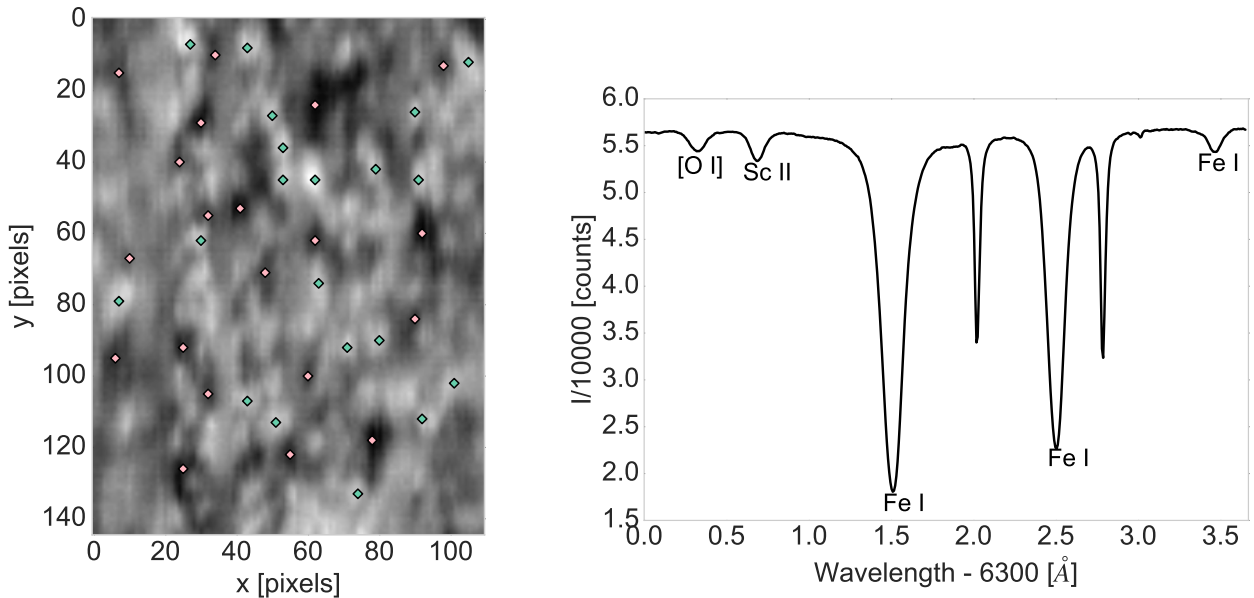 0
20
40
60
80
100
120
140
y [pixels]
0 20 40 60 80 100
x [pixels]
6.0
5.5
5.0
4.5
4.0
3.5
3.0
2.5
2.0
1.5
I/10000 [counts]
[O I]
Sc II
Fe I
Fe I
Fe I
0.0 0.5 1.0 1.5 2.0 2.5 3.0 3.5
Wavelength - 6300 [Å]